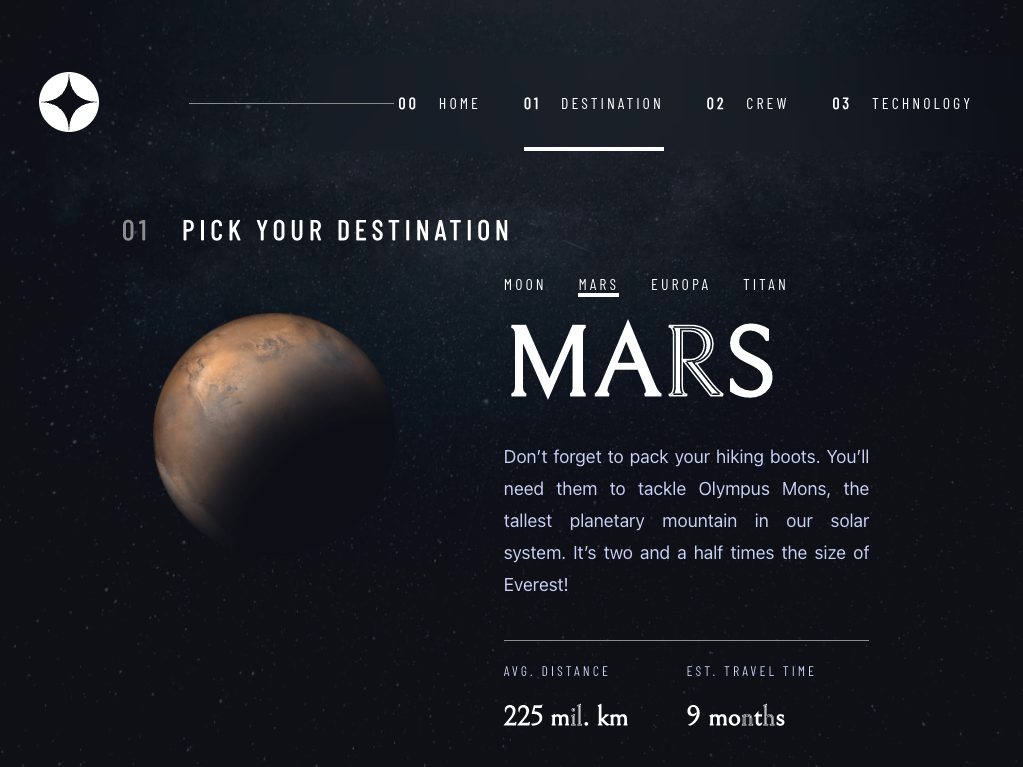 00 HOME 01 DESTINATION 02 CREW 03 TECHNOLOGY
01 PICK YOUR DESTINATION
MOON MARS EUROPA TITAN
MARS
Don’t forget to pack your hiking boots. You’ll
need them to tackle Olympus Mons, the
tallest planetary mountain in our solar
system. It’s two and a half times the size of
Everest!
AVG. DISTANCE EST. TRAVEL TIME
225 mil. km 9 months